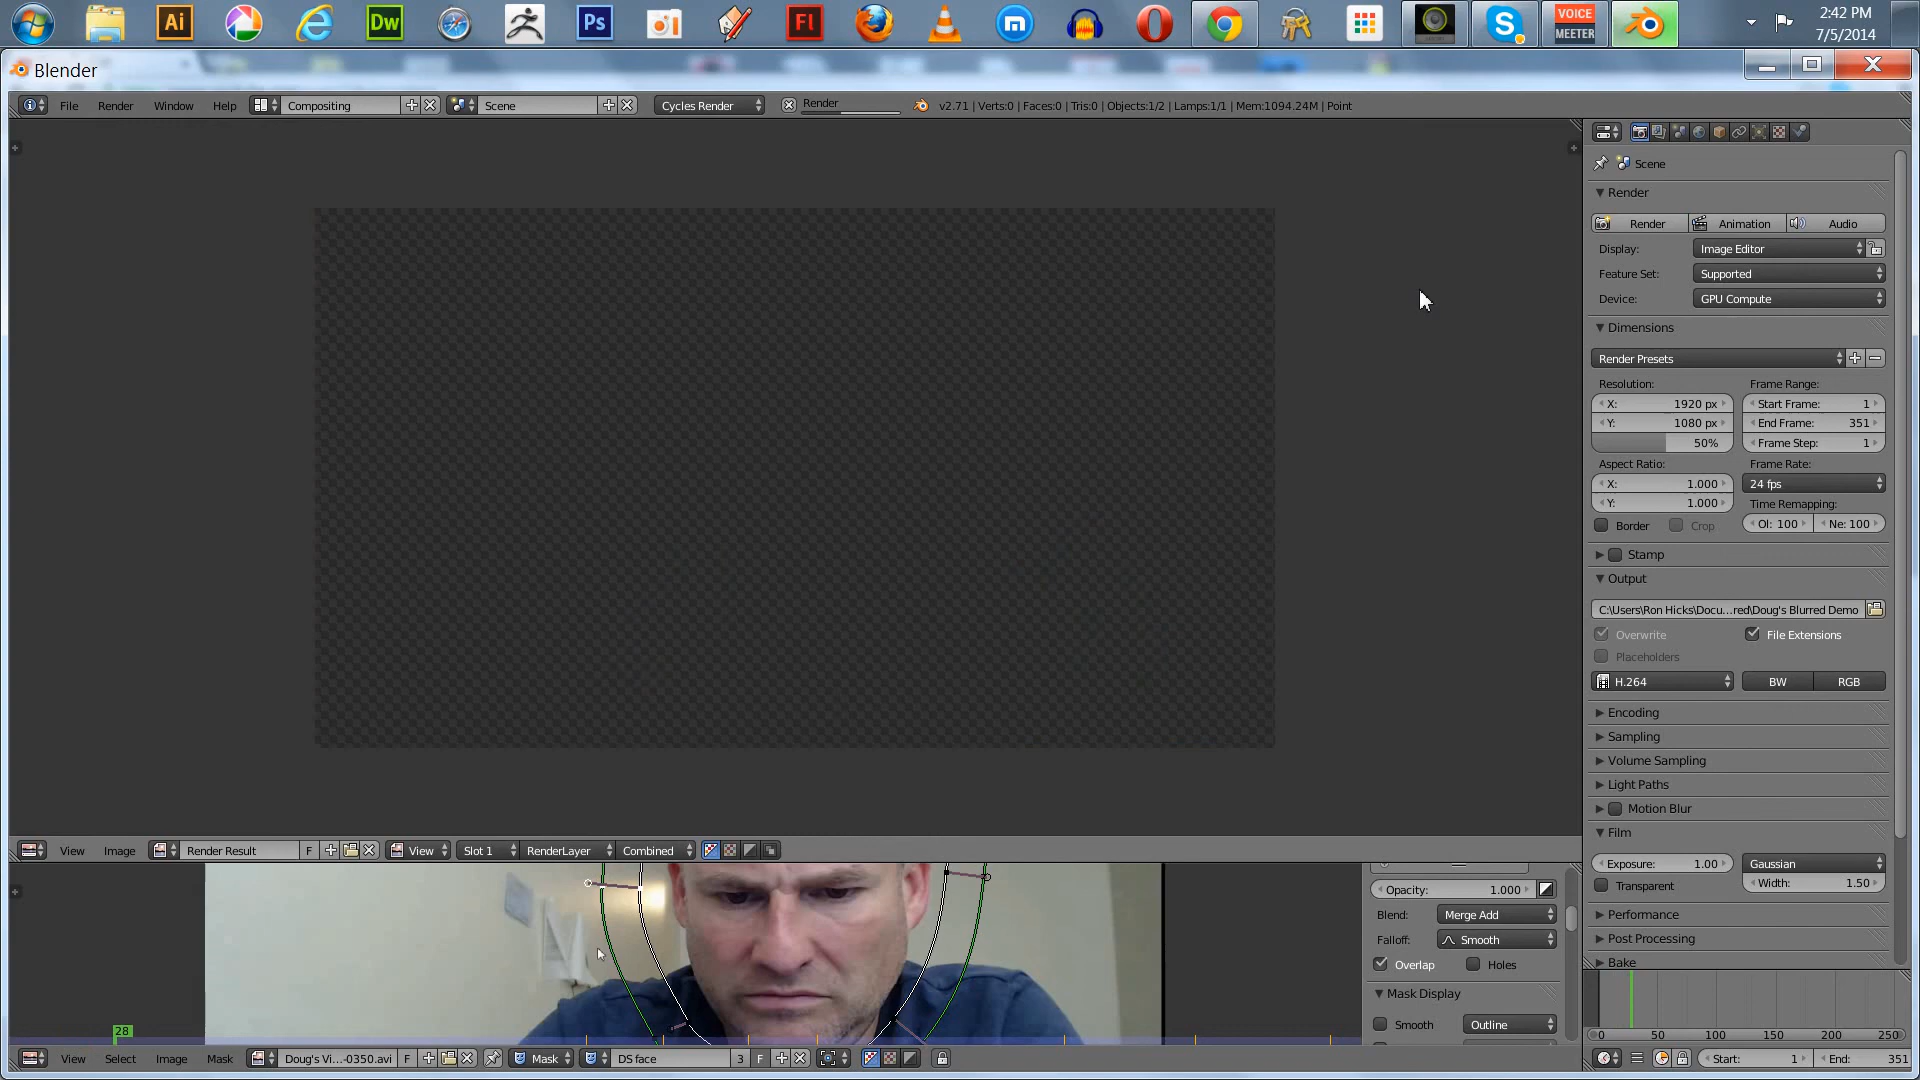 Ai
Dw
Ps
Fl
VOICE
MEETER
2:42 PM
7/5/2014
Blender
File Render Window Help Compositing Scene Cycles Render Render v2.71 | Verts:0 | Faces:0 | Tris:0 | Objects:1/2 | Lamps:1/1 | Mem:1094.24M | Point
Scene
Render
Render Animation Audio
Display: Image Editor
Feature Set: Supported
Device: GPU Compute
Dimensions
Render Presets
Resolution: Frame Range:
X: 1920 px Start Frame: 1
Y: 1080 px End Frame: 351
50% Frame Step: 1
Aspect Ratio: Frame Rate:
X: 1.000 24 fps
Y: 1.000 Time Remapping:
Border Crop Ol: 100 Ne: 100
Stamp
Output
C:\Users\Ron Hicks\Docu...red\Doug's Blurred Demo
Overwrite File Extensions
Placeholders
H.264 BW RGB
Encoding
Sampling
Volume Sampling
Light Paths
Motion Blur
Film
Exposure: 1.00 Gaussian
Transparent Width: 1.50
Performance
Post Processing
Bake
View Image Render Result F View Slot 1 RenderLayer Combined
Opacity: 1.000
Blend: Merge Add
Falloff: Smooth
Overlap Holes
Mask Display
Smooth Outline
28
0 50 100 150 200 250
View Select Image Mask Doug's Vi...-0350.avi F Mask DS face 3 F
Start: 1 End: 351